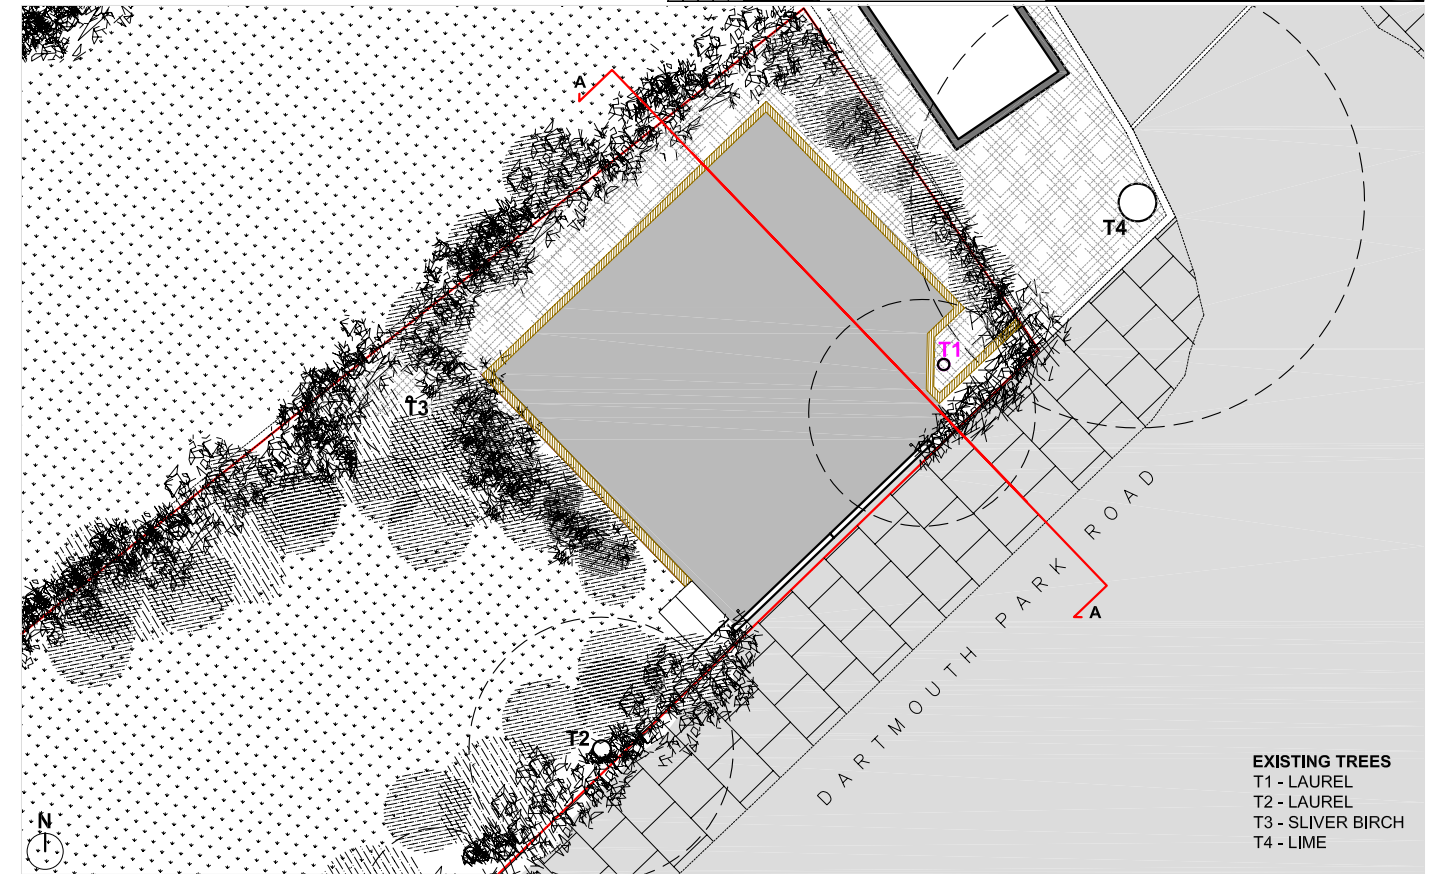 A
T4
T1
T3
A
DARTMOUTH PARK ROAD
T2
N
EXISTING TREES
T1 - LAUREL
T2 - LAUREL
T3 - SLIVER BIRCH
T4 - LIME